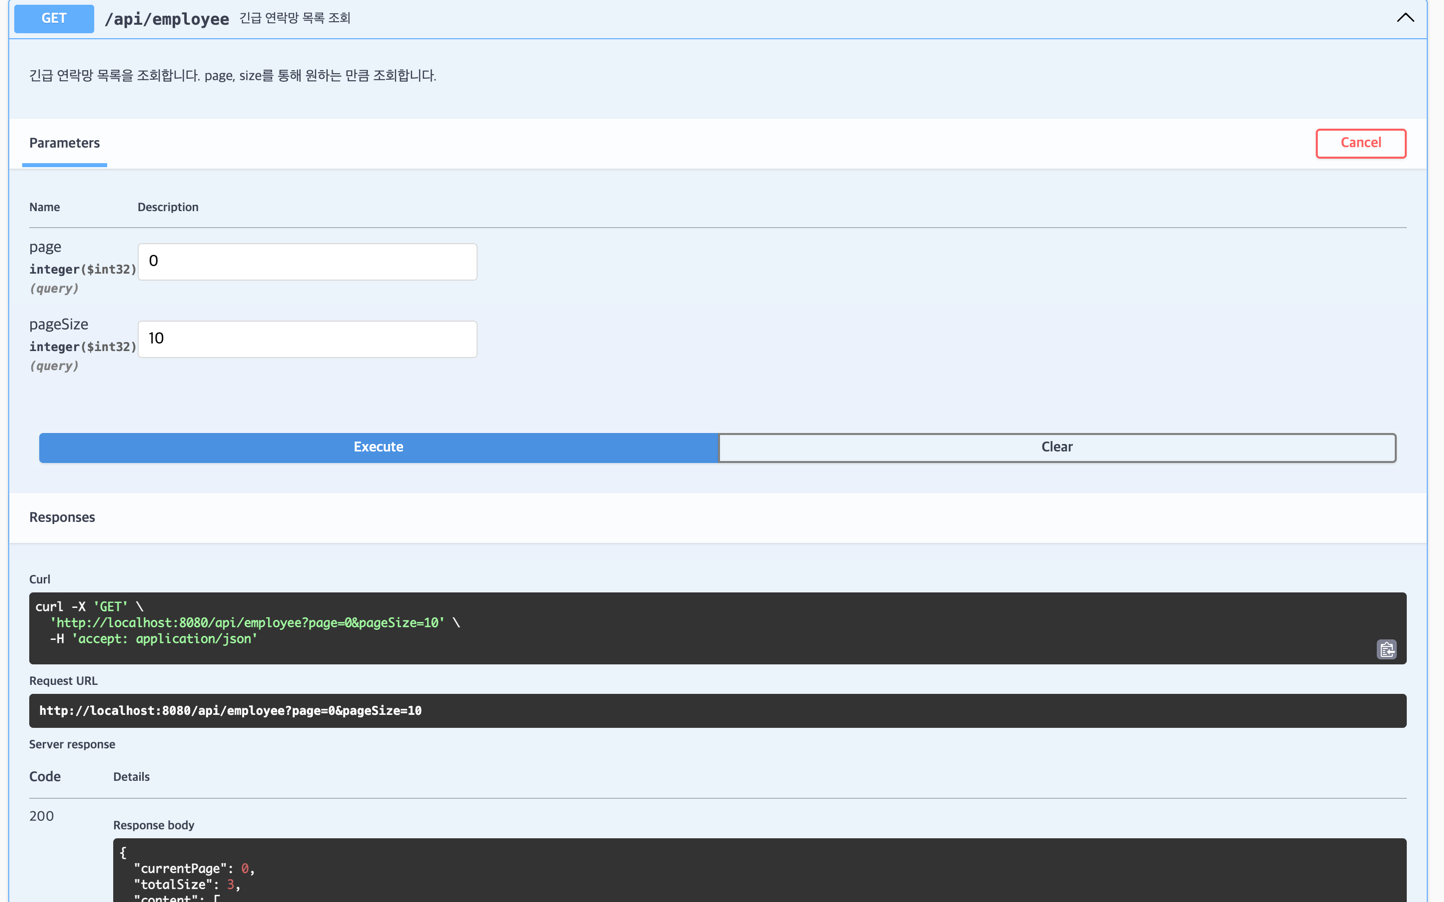 GET /api/employee 긴급 연락망 목록 조회
긴급 연락망 목록을 조회합니다. page, size를 통해 원하는 만큼 조회합니다.
Parameters
Cancel
Name Description
page
integer($int32)
(query)
0
pageSize
integer($int32)
(query)
10
Execute
Clear
Responses
Curl
curl -X 'GET' \
'http://localhost:8080/api/employee?page=0&pageSize=10' \
-H 'accept: application/json'
Request URL
http://localhost:8080/api/employee?page=0&pageSize=10
Server response
Code Details
200
Response body
{
"currentPage": 0,
"totalSize": 3,
"content": [